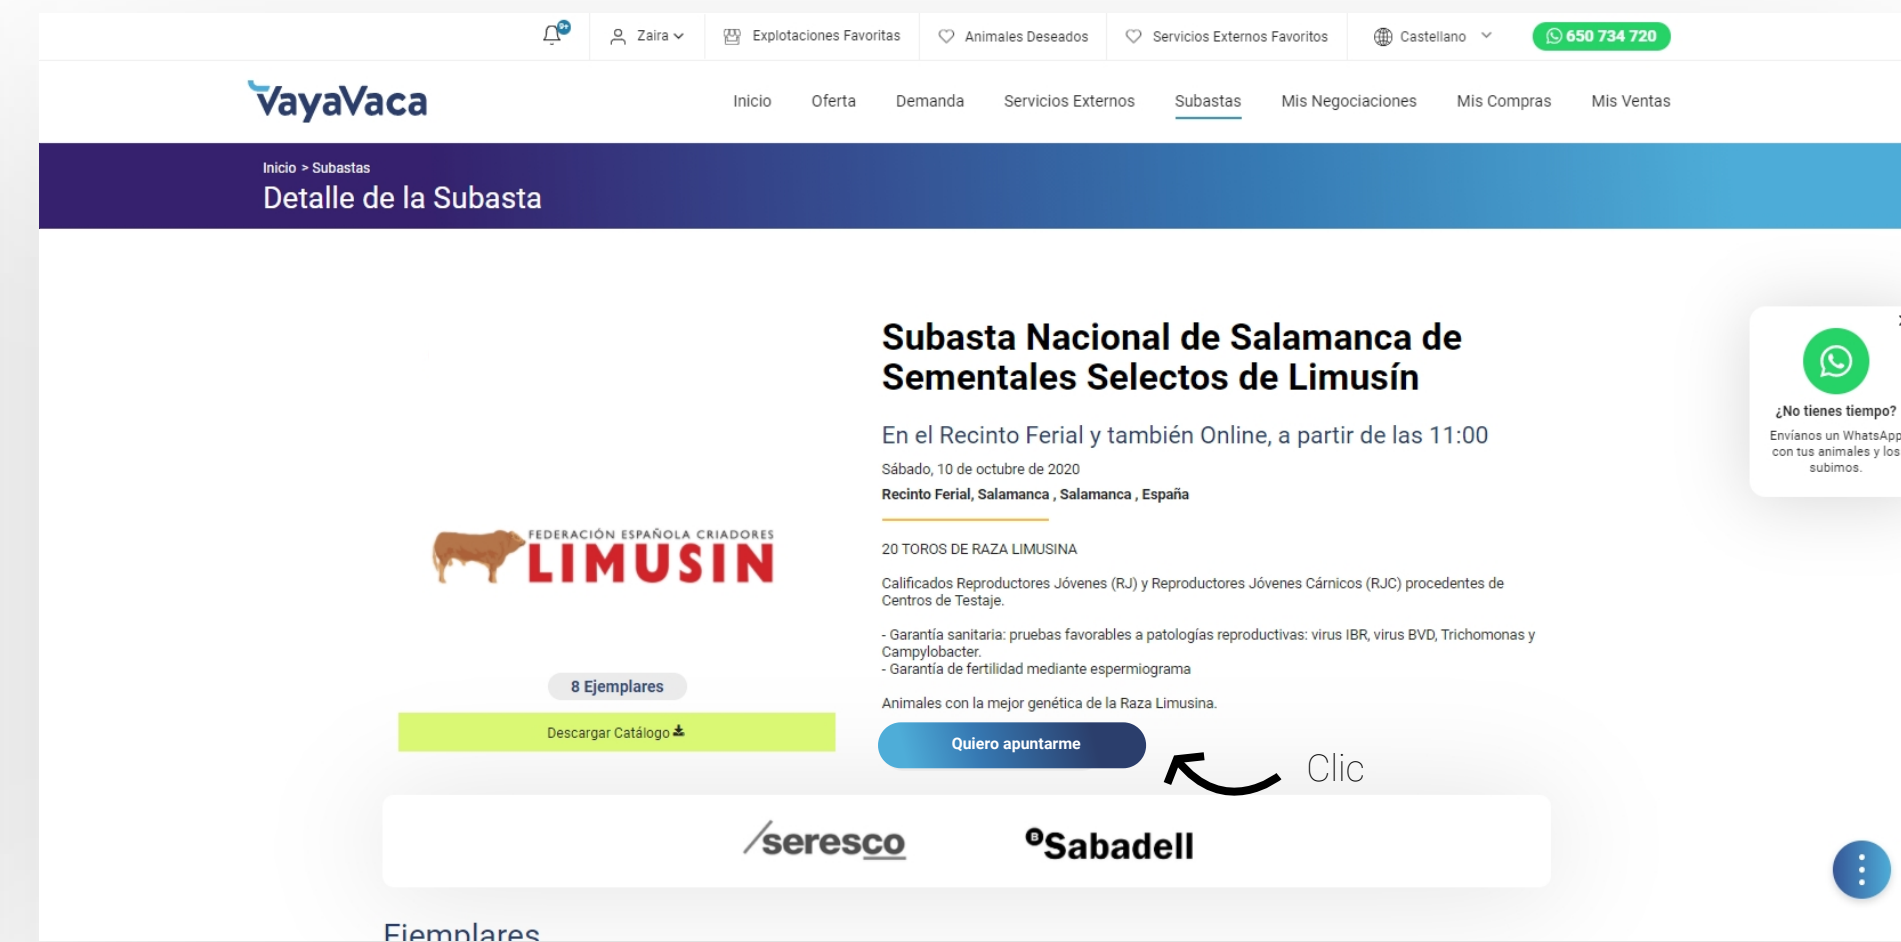 9+
Zaira
Explotaciones Favoritas
Animales Deseados
Servicios Externos Favoritos
Castellano
650 734 720
VayaVaca
Inicio
Oferta
Demanda
Servicios Externos
Subastas
Mis Negociaciones
Mis Compras
Mis Ventas
Inicio > Subastas
Detalle de la Subasta
Subasta Nacional de Salamanca de
Sementales Selectos de Limusín
En el Recinto Ferial y también Online, a partir de las 11:00
Sábado, 10 de octubre de 2020
Recinto Ferial, Salamanca , Salamanca , España
20 TOROS DE RAZA LIMUSINA
Calificados Reproductores Jóvenes (RJ) y Reproductores Jóvenes Cárnicos (RJC) procedentes de
Centros de Testaje.
- Garantía sanitaria: pruebas favorables a patologías reproductivas: virus IBR, virus BVD, Trichomonas y
Campylobacter.
- Garantía de fertilidad mediante espermiograma
Animales con la mejor genética de la Raza Limusina.
Quiero apuntarme
Clic
FEDERACIÓN ESPAÑOLA CRIADORES
LIMUSIN
8 Ejemplares
Descargar Catálogo
¿No tienes tiempo?
Envíanos un WhatsApp
con tus animales y los
subimos.
seresco
BSabadell
Ejemplares